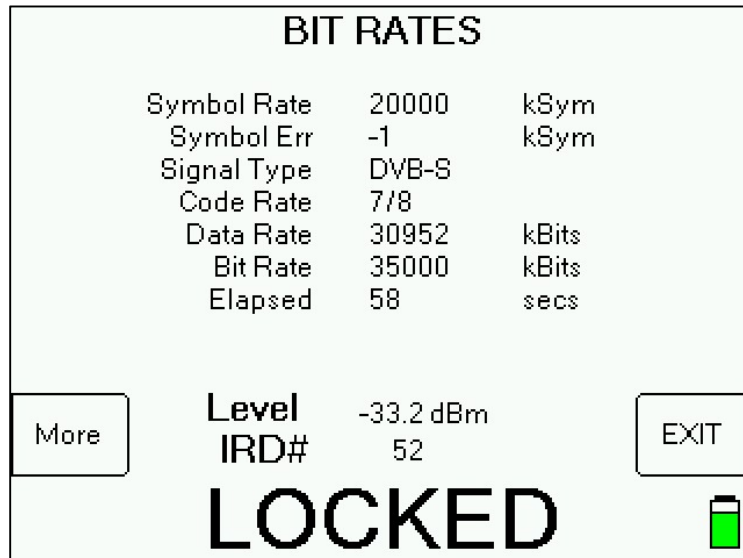 BIT RATES
Symbol Rate 20000 kSym
Symbol Err -1 kSym
Signal Type DVB-S
Code Rate 7/8
Data Rate 30952 kBits
Bit Rate 35000 kBits
Elapsed 58 secs
Level -33.2 dBm
More IRD# 52 EXIT
LOCKED